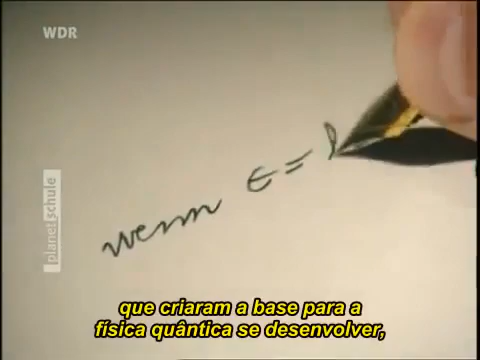 WDR
planet schule
wenn ϵ = h
que criaram a base para a
física quântica se desenvolver,